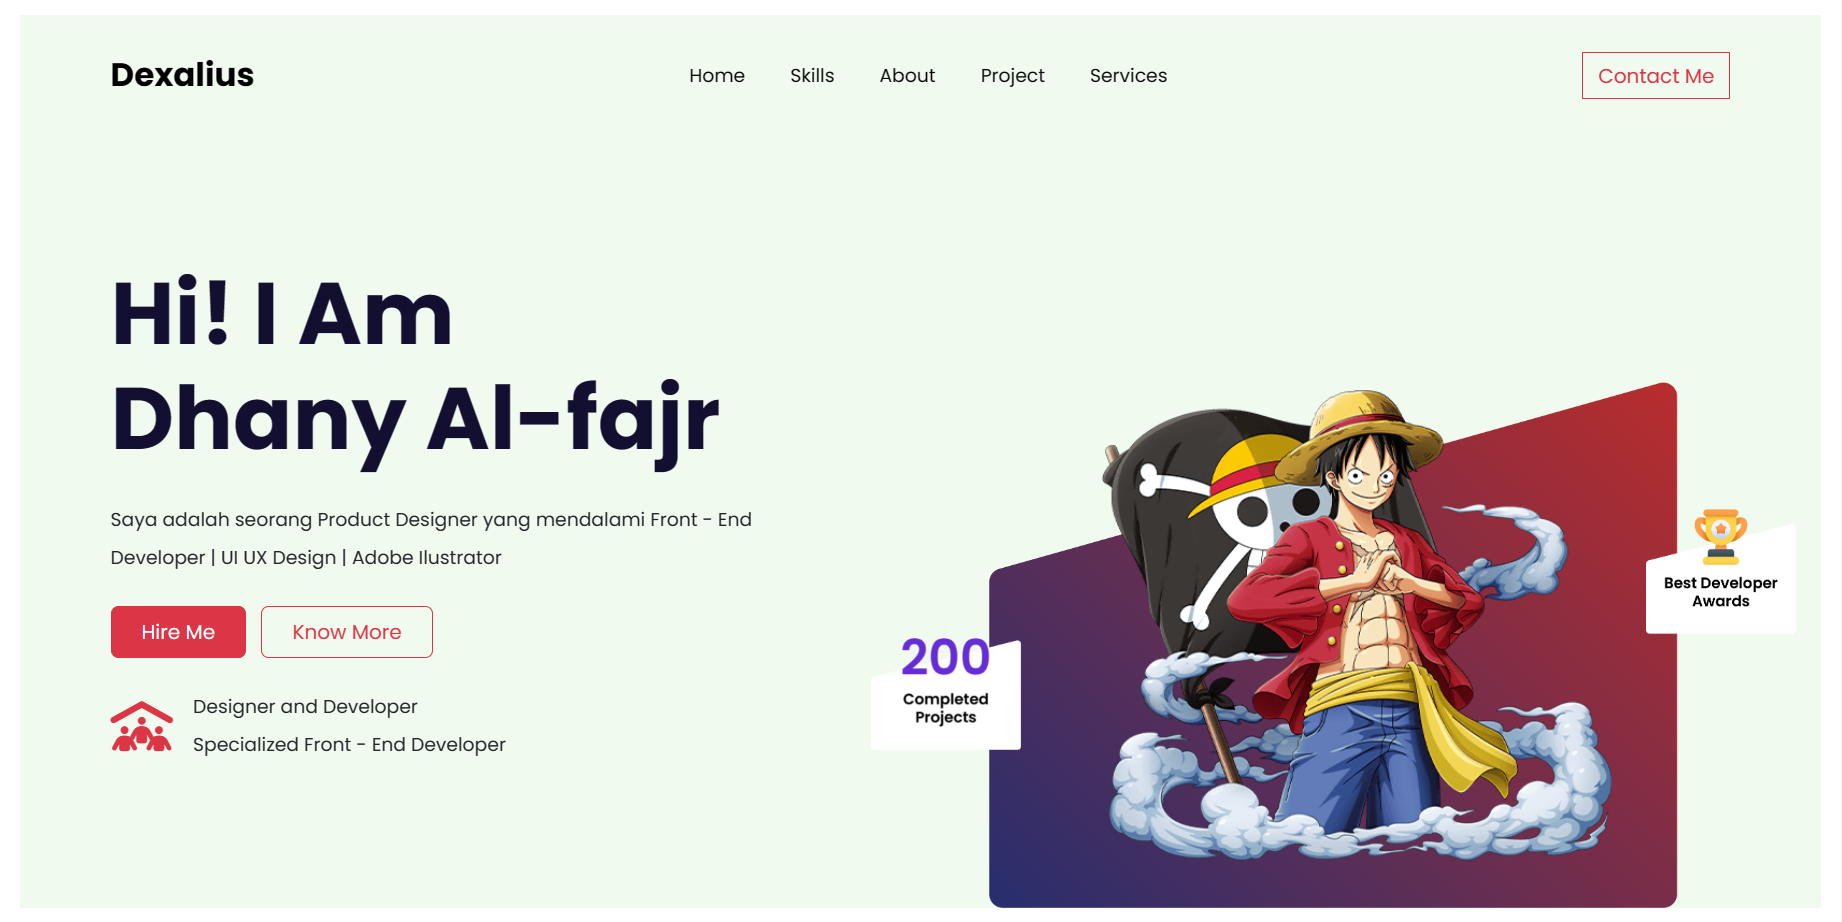 Dexalius
Home
Skills
About
Project
Services
Contact Me
Hi! I Am
Dhany Al-fajr
Saya adalah seorang Product Designer yang mendalami Front - End
Developer | UI UX Design | Adobe Ilustrator
Hire Me
Know More
Designer and Developer
Specialized Front - End Developer
200
Completed
Projects
Best Developer
Awards